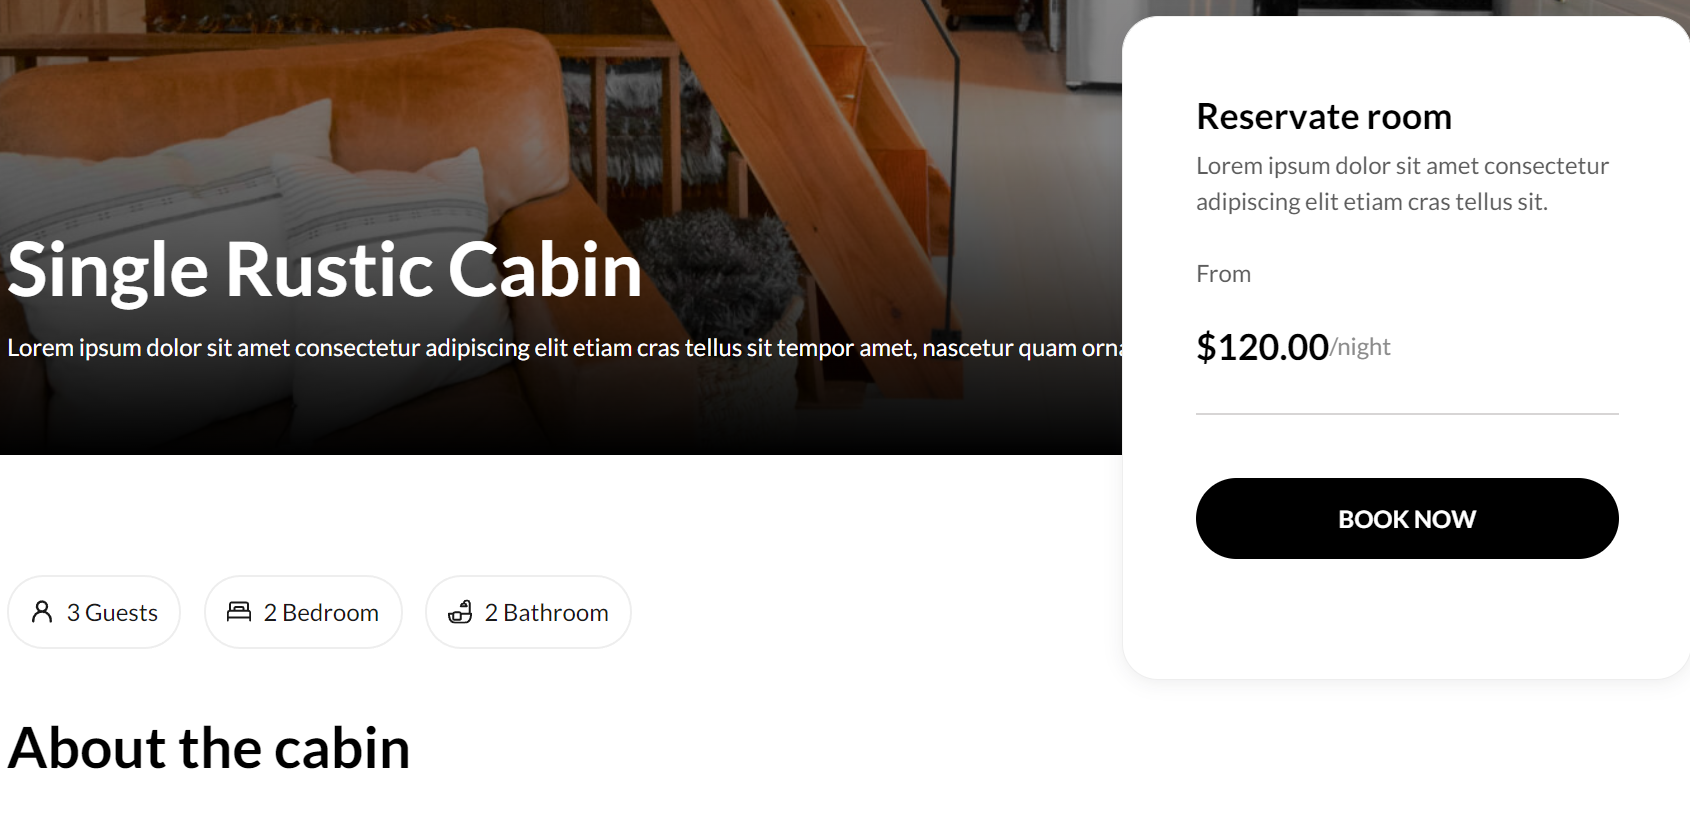 Single Rustic Cabin
Lorem ipsum dolor sit amet consectetur adipiscing elit etiam cras tellus sit tempor amet, nascetur quam
Reservate room
Lorem ipsum dolor sit amet consectetur
adipiscing elit etiam cras tellus sit.
From
$120.00/night
BOOK NOW
3 Guests
2 Bedroom
2 Bathroom
About the cabin